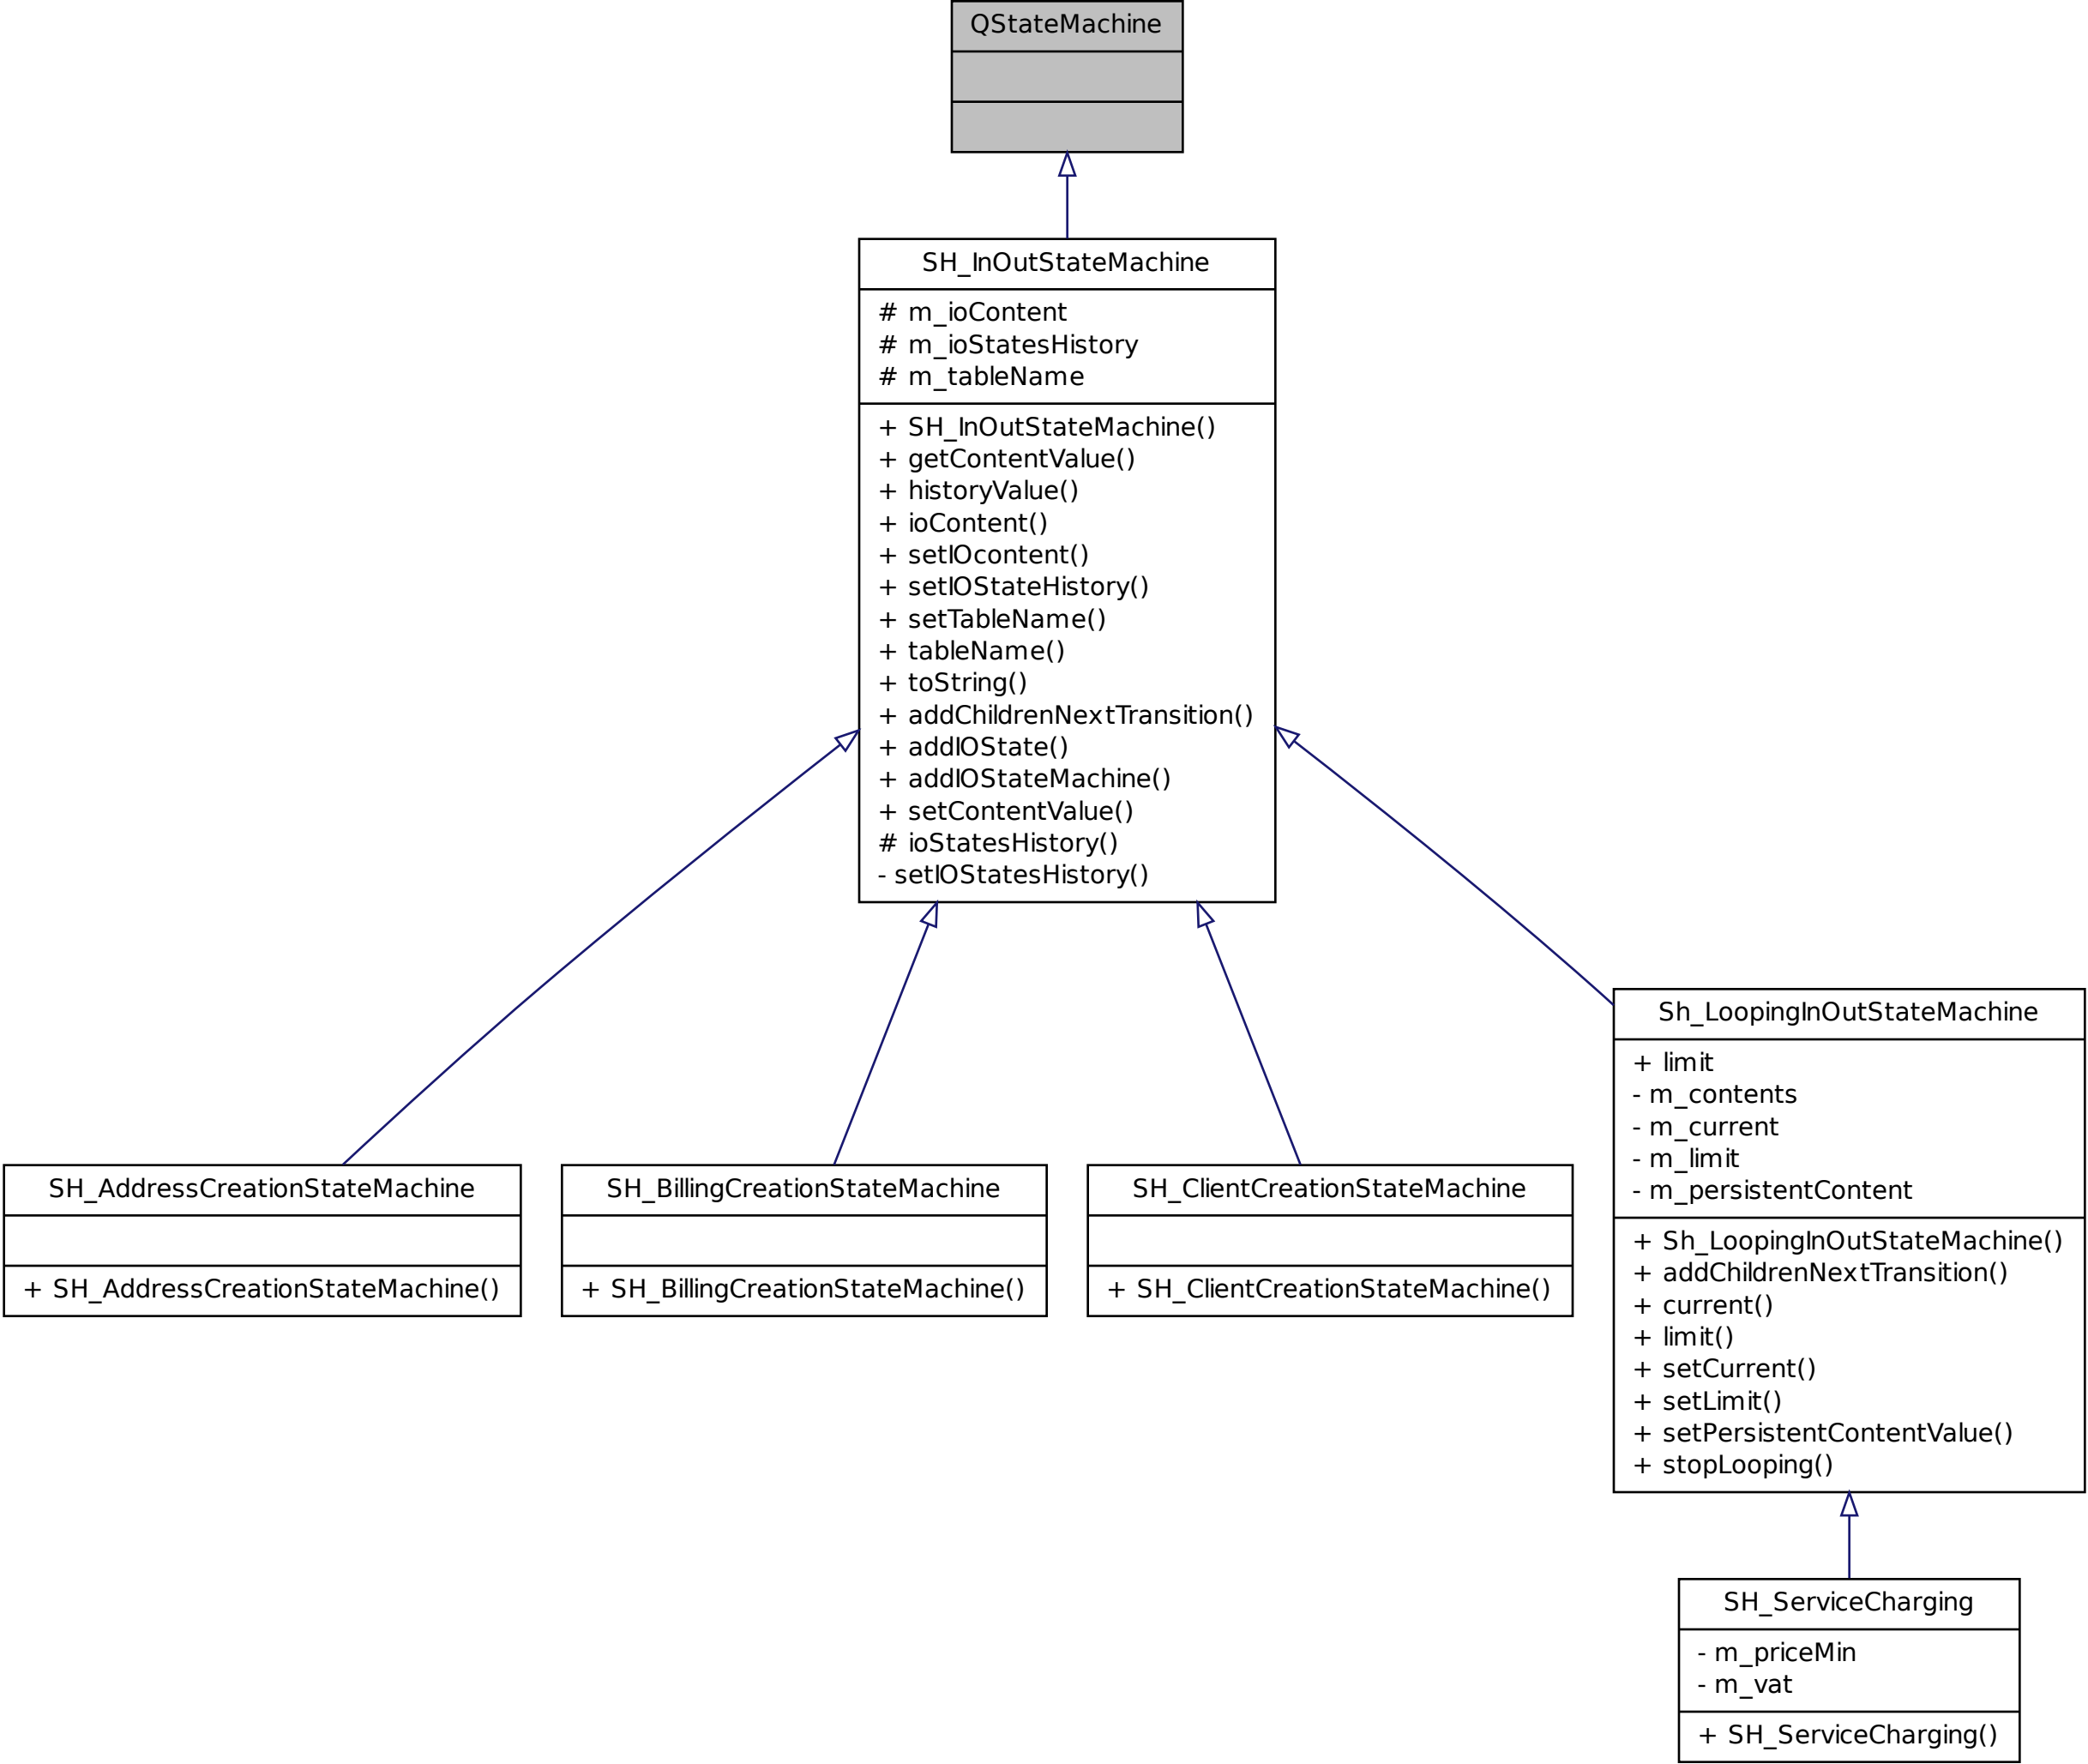 QStateMachine
SH_InOutStateMachine
# m_ioContent
# m_ioStatesHistory
# m_tableName
+ SH_InOutStateMachine()
+ getContentValue()
+ historyValue()
+ ioContent()
+ setIOcontent()
+ setIOStateHistory()
+ setTableName()
+ tableName()
+ toString()
+ addChildrenNextTransition()
+ addIOState()
+ addIOStateMachine()
+ setContentValue()
# ioStatesHistory()
- setIOStatesHistory()
SH_AddressCreationStateMachine
+ SH_AddressCreationStateMachine()
SH_BillingCreationStateMachine
+ SH_BillingCreationStateMachine()
SH_ClientCreationStateMachine
+ SH_ClientCreationStateMachine()
Sh_LoopingInOutStateMachine
+ limit
- m_contents
- m_current
- m_limit
- m_persistentContent
+ Sh_LoopingInOutStateMachine()
+ addChildrenNextTransition()
+ current()
+ limit()
+ setCurrent()
+ setLimit()
+ setPersistentContentValue()
+ stopLooping()
SH_ServiceCharging
- m_priceMin
- m_vat
+ SH_ServiceCharging()